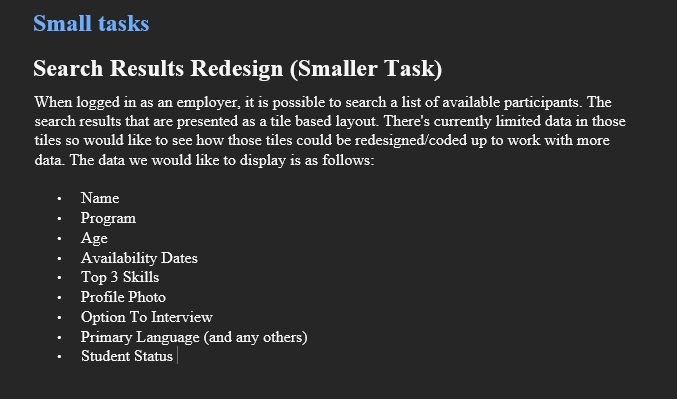 Small tasks
Search Results Redesign (Smaller Task)
When logged in as an employer, it is possible to search a list of available participants. The
search results that are presented as a tile based layout. There's currently limited data in those
tiles so would like to see how those tiles could be redesigned/coded up to work with more
data. The data we would like to display is as follows:
• Name
• Program
• Age
• Availability Dates
• Top 3 Skills
• Profile Photo
• Option To Interview
• Primary Language (and any others)
• Student Status